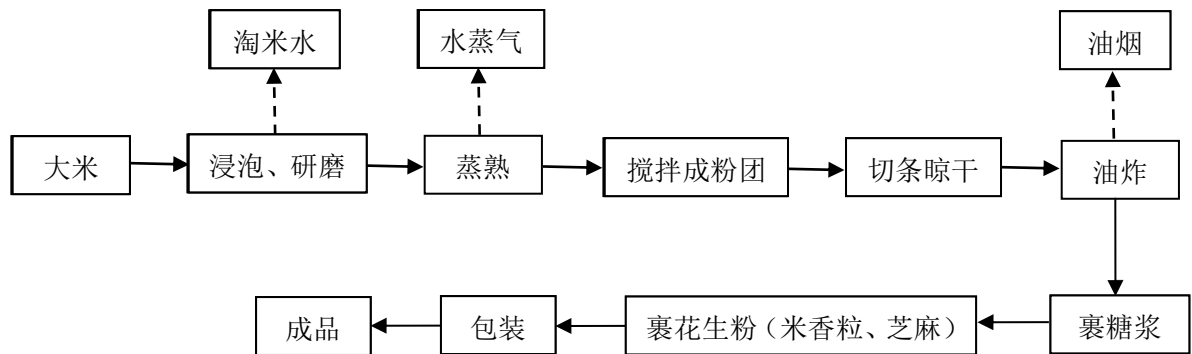 淘米水
水蒸气
油烟
大米
浸泡、研磨
蒸熟
搅拌成粉团
切条晾干
油炸
成品
包装
裹花生粉（米香粒、芝麻）
裹糖浆